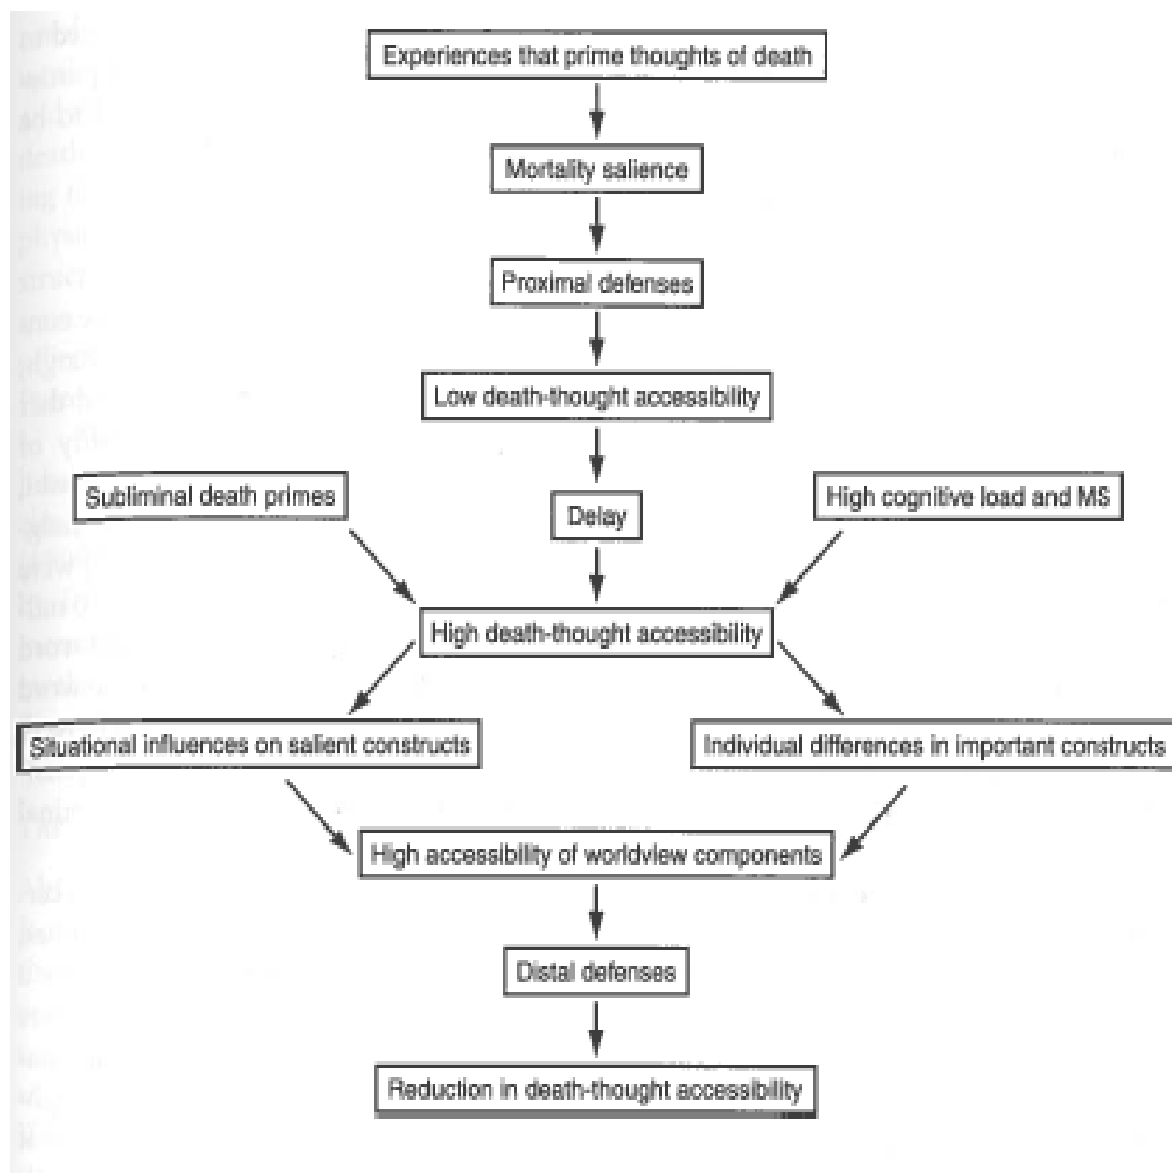 Experiences that prime thoughts of death
Mortality salience
Proximal defenses
Low death-thought accessibility
Subliminal death primes
High cognitive load and MS
Delay
High death-thought accessibility
Situational influences on salient constructs
Individual differences in important constructs
High accessibility of worldview components
Distal defenses
Reduction in death-thought accessibility